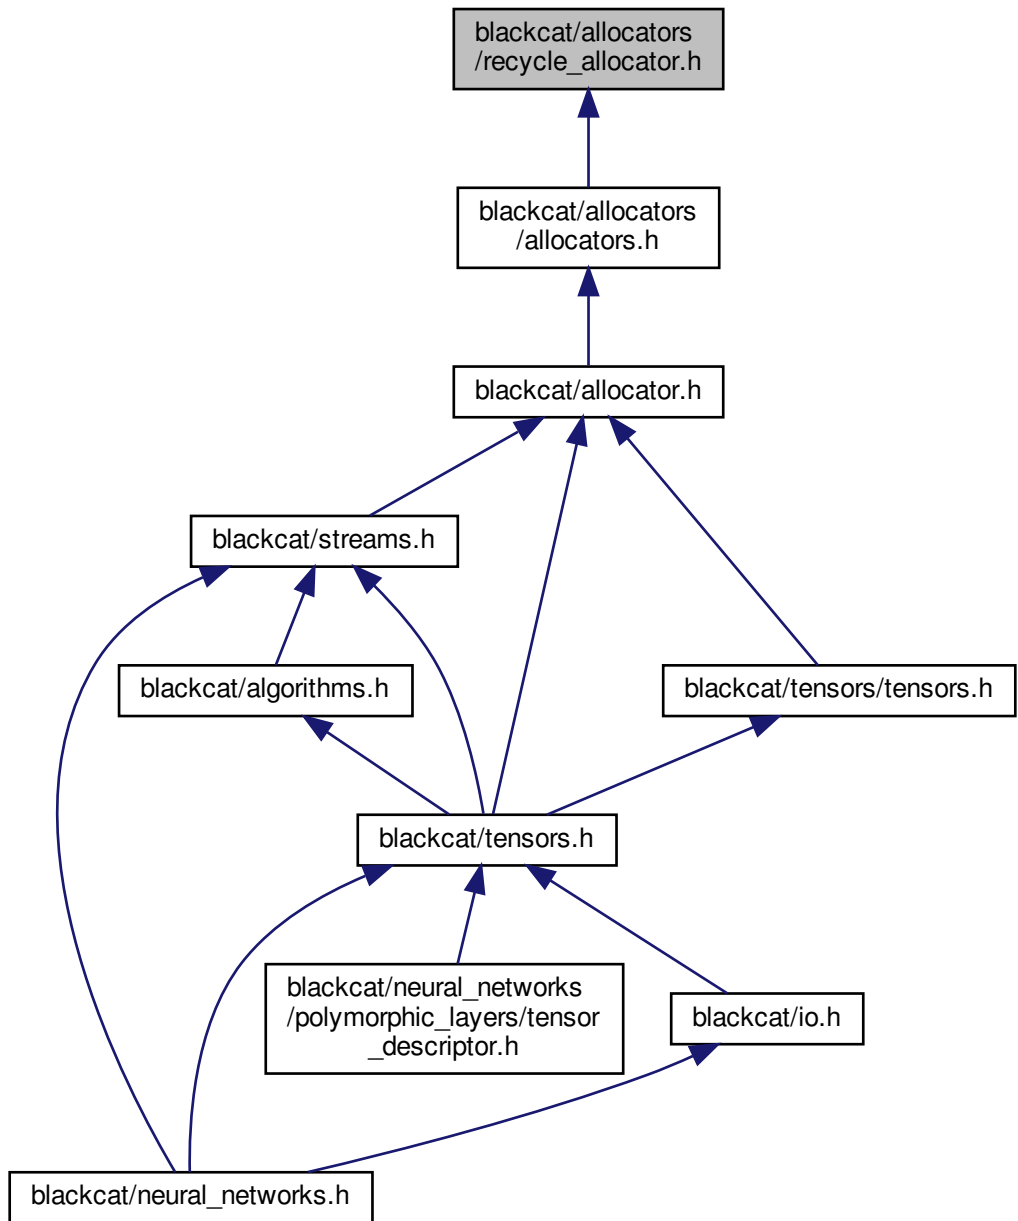 blackcat/allocators
/recycle_allocator.h
blackcat/allocators
/allocators.h
blackcat/allocator.h
blackcat/streams.h
blackcat/algorithms.h
blackcat/tensors/tensors.h
blackcat/tensors.h
blackcat/neural_networks
/polymorphic_layers/tensor
_descriptor.h
blackcat/io.h
blackcat/neural_networks.h